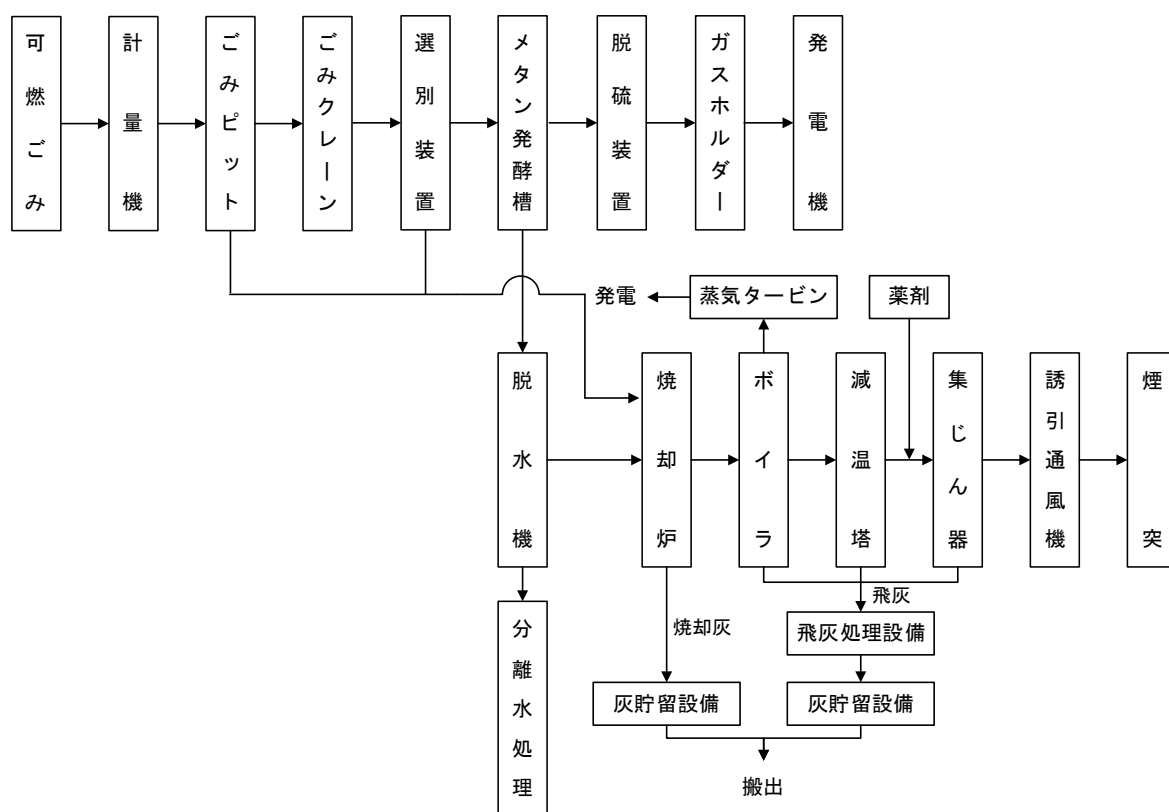 可燃ごみ
計量機
ごみピット
ごみクレーン
選別装置
メタン発酵槽
脱硫装置
ガスホルダー
発電機
発電
蒸気タービン
薬剤
脱水機
焼却炉
ボイラ
減温塔
集じん器
誘引通風機
煙突
飛灰
焼却灰
飛灰処理設備
分離水処理
灰貯留設備
灰貯留設備
搬出